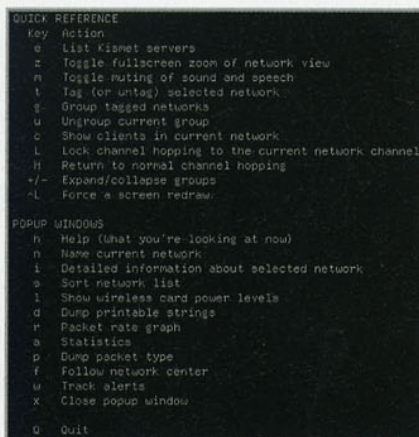 QUICK REFERENCE
Key Action
e List Kismet servers
z Toggle fullscreen zoom of network view
m Toggle muting of sound and speech
t Tag (or untag) selected network
g Group tagged networks
u Ungroup current group
c Show clients in current network
L Lock channel hopping to the current network channel
H Return to normal channel hopping
+/- Expand/collapse groups
^L Force a screen redraw.

POPUP WINDOWS
h Help (What you're looking at now)
n Name current network
i Detailed information about selected network
s Sort network list
l Show wireless card power levels
d Dump printable strings
r Packet rate graph
a Statistics
p Dump packet type
f Follow network center
w Track alerts
x Close popup window

Q Quit